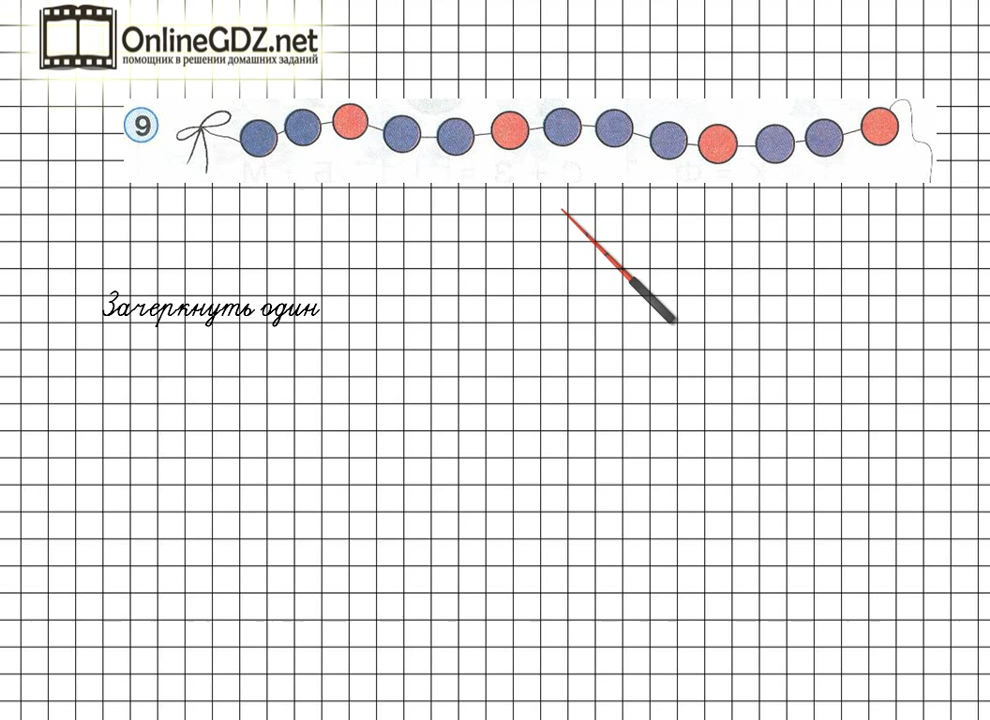 OnlineGDZ.net
помощник в решении домашних заданий
9
Зачеркнуть один